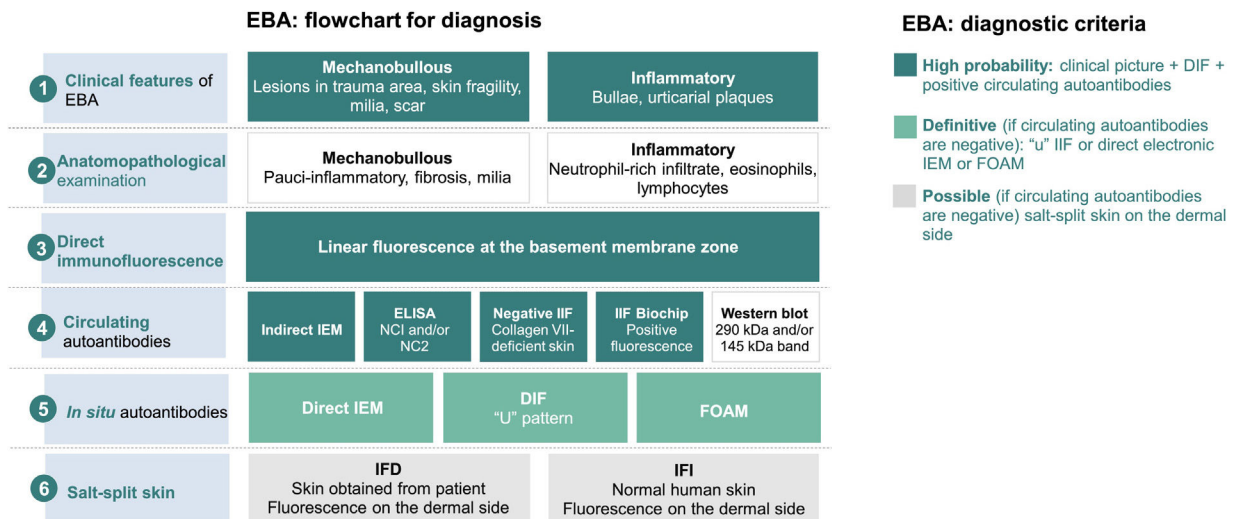 EBA: flowchart for diagnosis
1
Clinical features of
EBA
Mechanobullous
Lesions in trauma area, skin fragility,
milia, scar
Inflammatory
Bullae, urticarial plaques
2
Anatomopathological
examination
Mechanobullous
Pauci-inflammatory, fibrosis, milia
Inflammatory
Neutrophil-rich infiltrate, eosinophils,
lymphocytes
3
Direct
immunofluorescence
Linear fluorescence at the basement membrane zone
4
Circulating
autoantibodies
Indirect IEM
ELISA
NCI and/or
NC2
Negative IIF
Collagen VII-
deficient skin
IIF Biochip
Positive
fluorescence
Western blot
290 kDa and/or
145 kDa band
5
In situ autoantibodies
Direct IEM
DIF
“U” pattern
FOAM
6
Salt-split skin
IFD
Skin obtained from patient
Fluorescence on the dermal side
IFI
Normal human skin
Fluorescence on the dermal side
EBA: diagnostic criteria
High probability: clinical picture + DIF +
positive circulating autoantibodies
Definitive (if circulating autoantibodies
are negative): “u” IIF or direct electronic
IEM or FOAM
Possible (if circulating autoantibodies
are negative) salt-split skin on the dermal
side